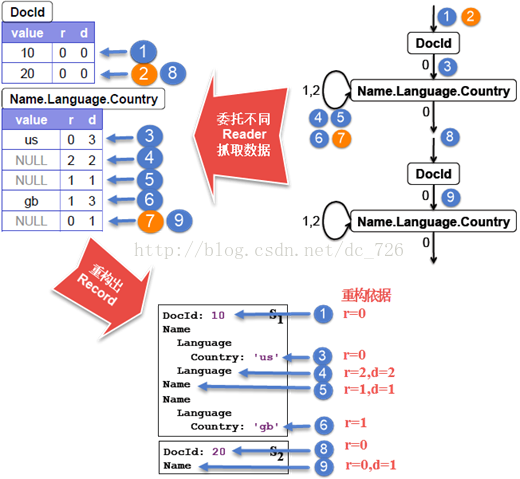 DocId
value r d
10 0 0 1
20 0 0 2 8
Name.Language.Country
value r d
us 0 3 3
NULL 2 2 4
NULL 1 1 5
gb 1 3 6
NULL 0 1 7 9
委托不同
Reader
抓取数据
1 2
DocId
0 3
Name.Language.Country
1,2
4 5
6 7
0
8
DocId
0 9
Name.Language.Country
1,2
0
http://blog.csdn.net/dc_726
重构出
Record
重构依据
DocId: 10 S1 1 r=0
Name
Language
Country: 'us' 3 r=0
Language 4 r=2,d=2
Name 5 r=1,d=1
Name
Language
Country: 'gb' 6 r=1
DocId: 20 S2 8 r=0
Name 9 r=0,d=1